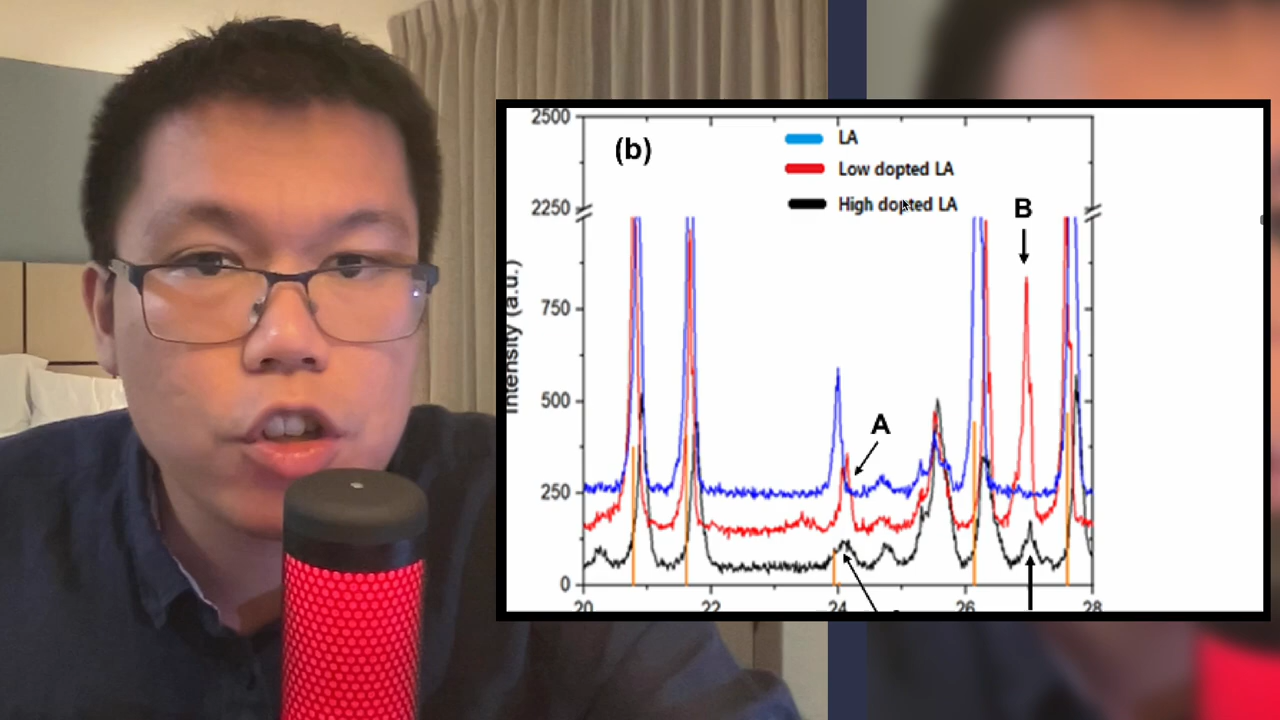 2500
2250
750
500
250
0
Intensity (a.u.)
(b)
LA
Low dopted LA
High dopted LA
B
A
20
22
24
26
28